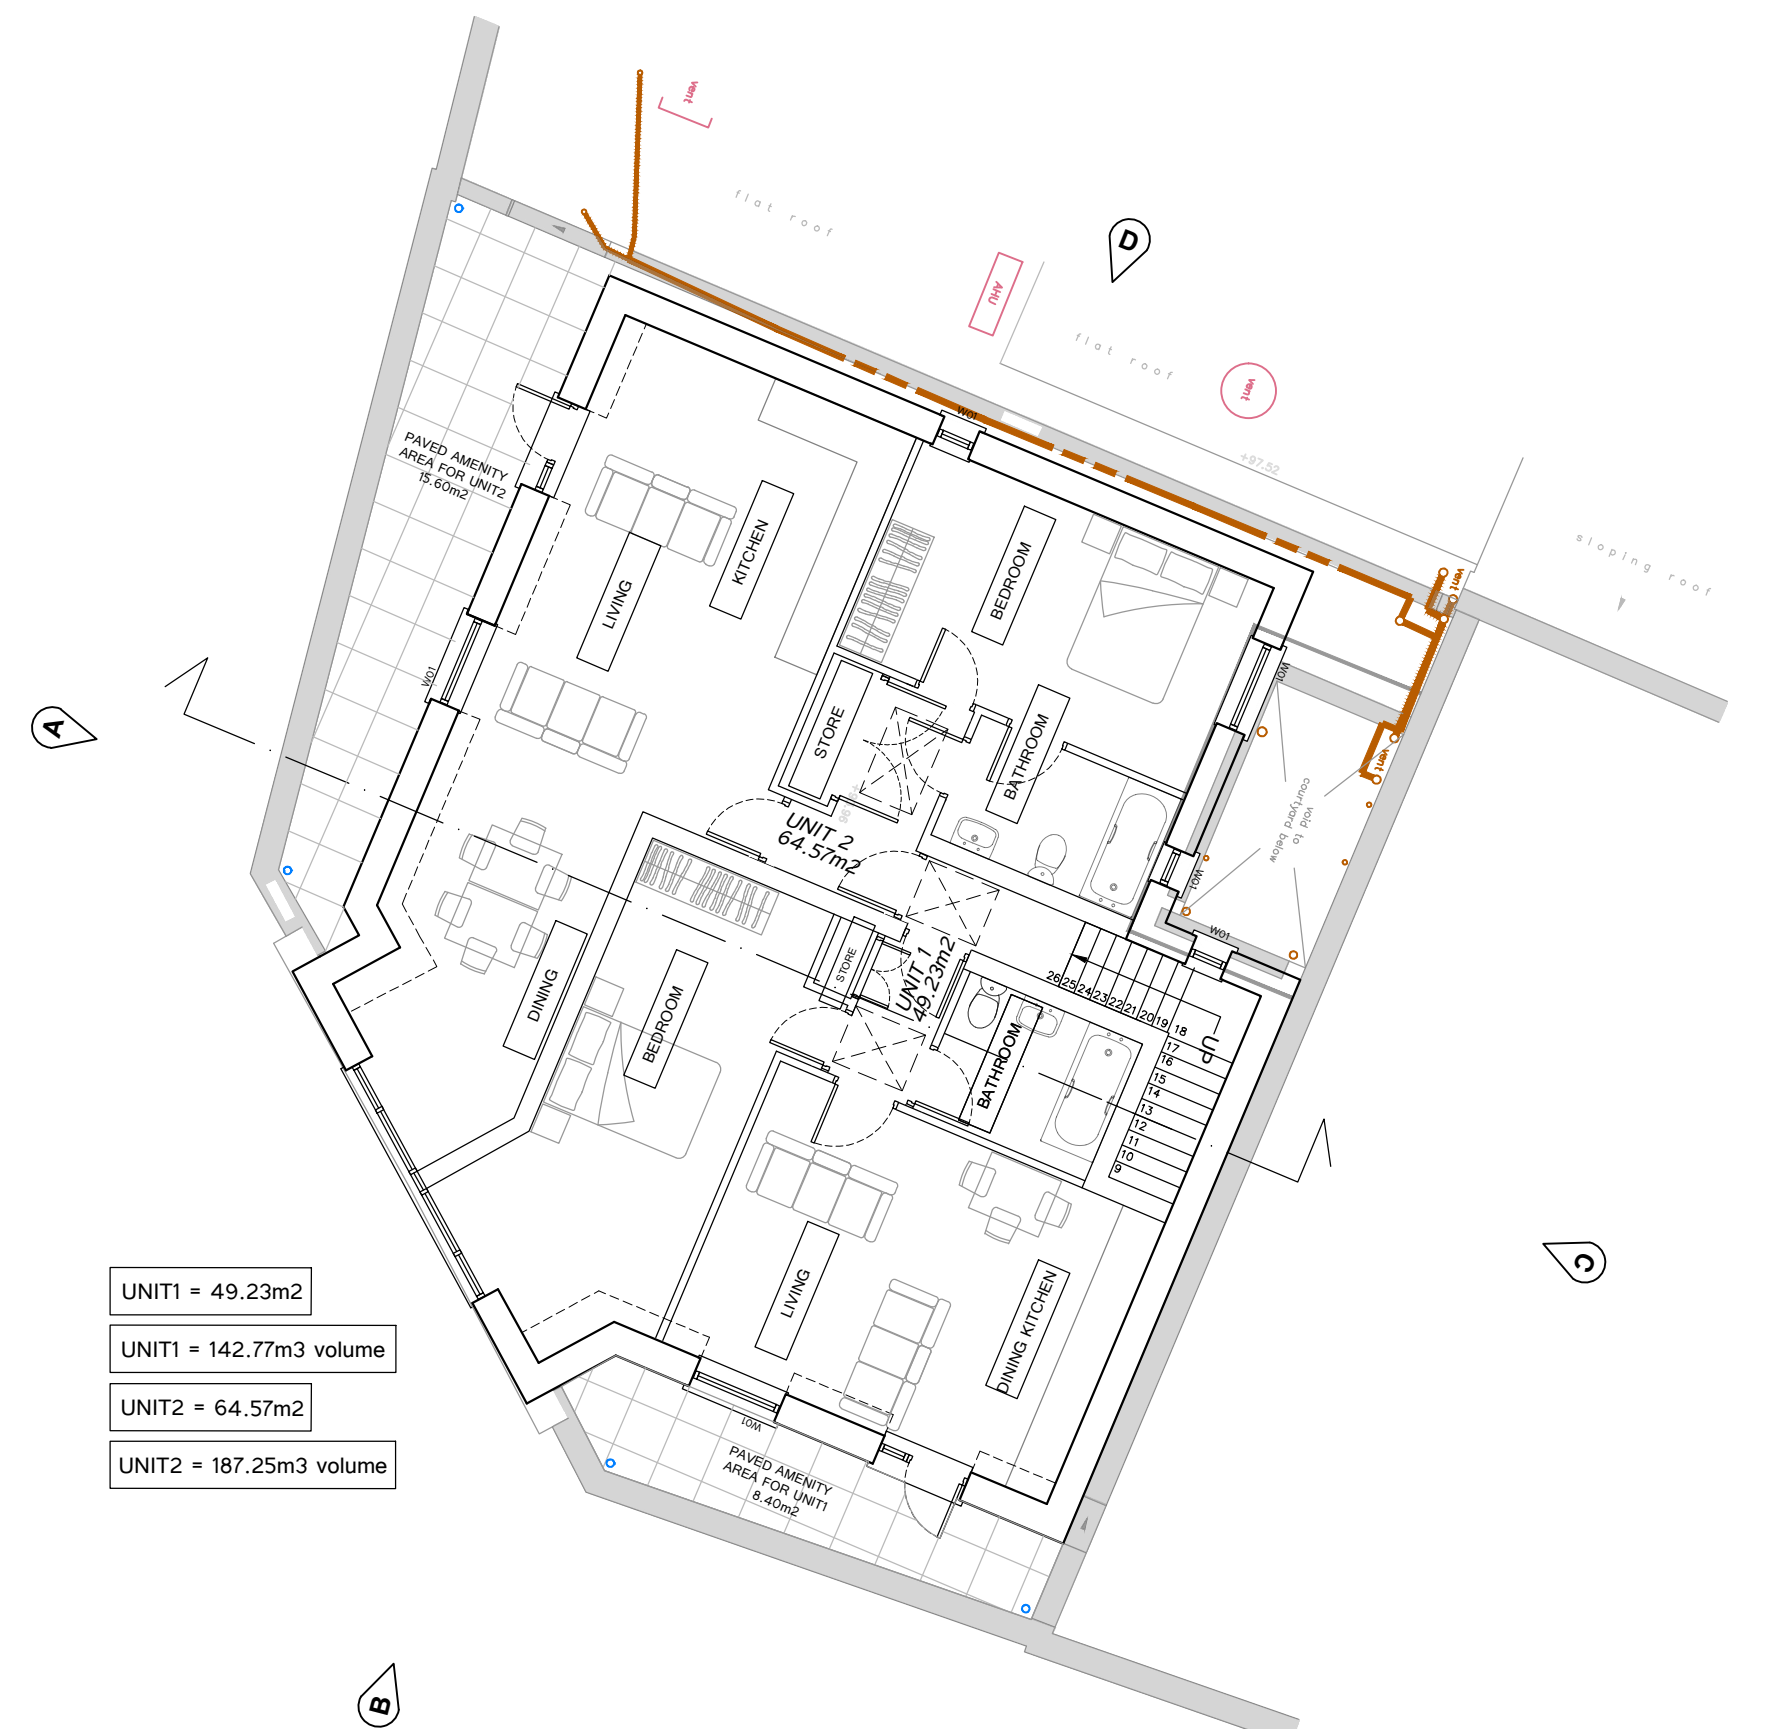 vent
flat roof
D
AHU
flat roof
vent
+97.52
sloping roof
vent
W01
PAVED AMENITY
AREA FOR UNIT2
15.60m2
KITCHEN
LIVING
BEDROOM
W01
W01
STORE
BATHROOM
A
vent
void to
courtyard below
UNIT 2
64.57m2
W01
W01
DINING
BEDROOM
STORE
UNIT 1
49.23m2
BATHROOM
26
25
24
23
22
21
20
19
18
UP
17
16
15
14
13
12
11
10
9
LIVING
DINING KITCHEN
C
W01
PAVED AMENITY
AREA FOR UNIT1
8.40m2
UNIT1 = 49.23m2
UNIT1 = 142.77m3 volume
UNIT2 = 64.57m2
UNIT2 = 187.25m3 volume
B